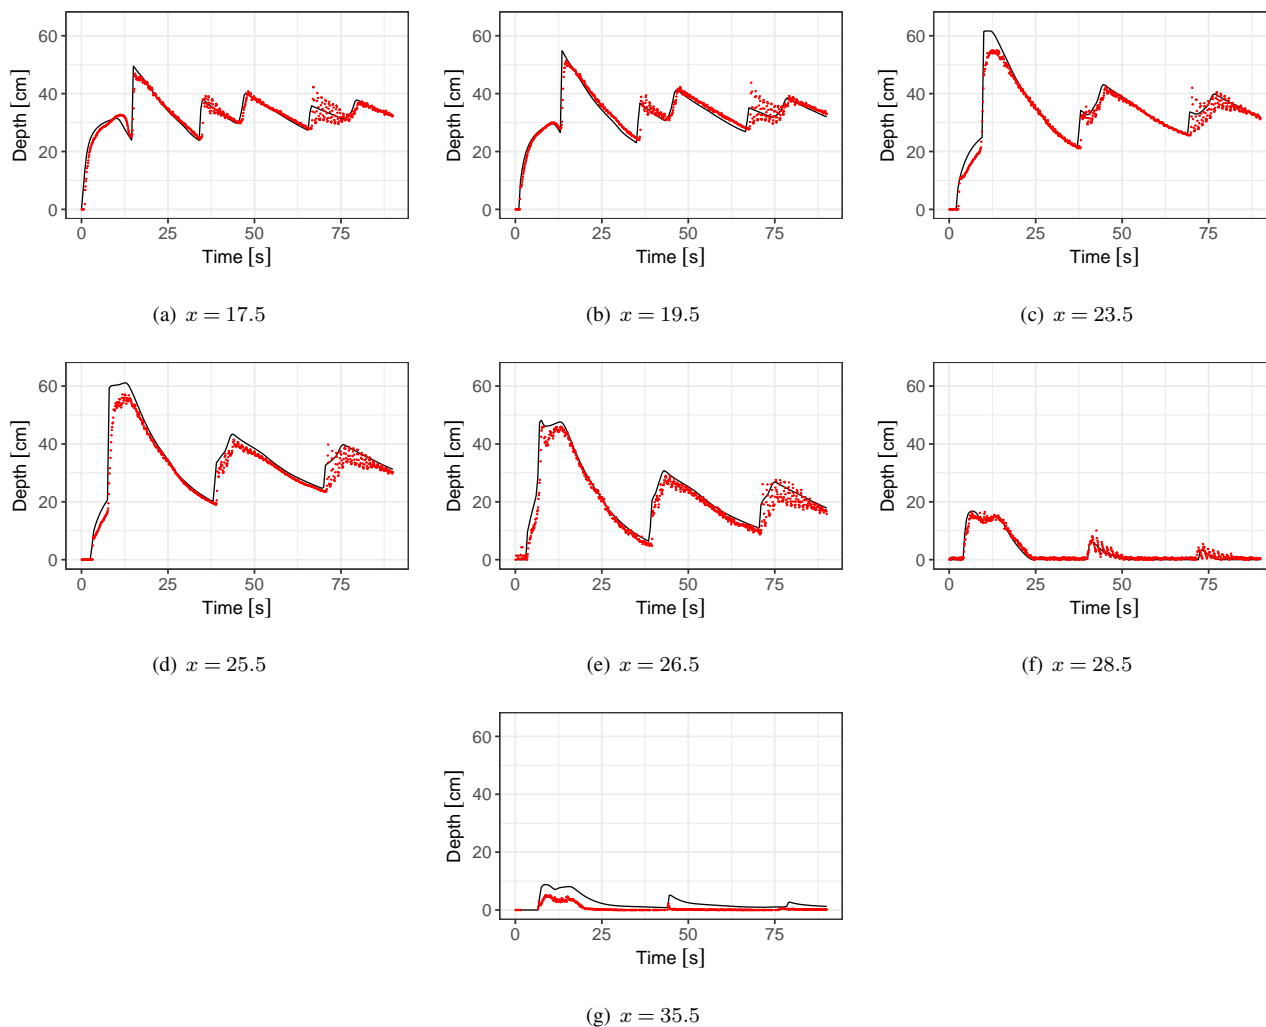 60
40
20
0
Depth [cm]
0 25 50 75
Time [s]
(a) x = 17.5
60
40
20
0
Depth [cm]
0 25 50 75
Time [s]
(b) x = 19.5
60
40
20
0
Depth [cm]
0 25 50 75
Time [s]
(c) x = 23.5
60
40
20
0
Depth [cm]
0 25 50 75
Time [s]
(d) x = 25.5
60
40
20
0
Depth [cm]
0 25 50 75
Time [s]
(e) x = 26.5
60
40
20
0
Depth [cm]
0 25 50 75
Time [s]
(f) x = 28.5
60
40
20
0
Depth [cm]
0 25 50 75
Time [s]
(g) x = 35.5